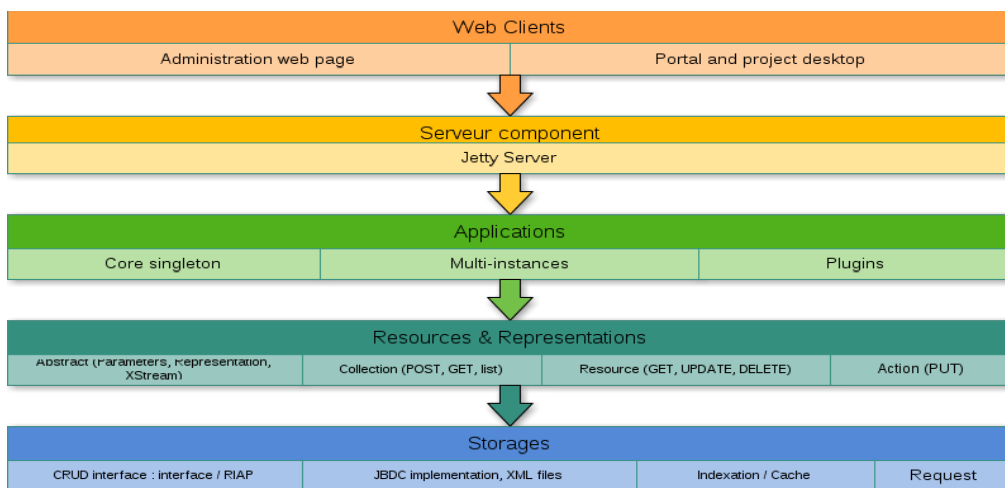 Web Clients
Administration web page
Portal and project desktop
Serveur component
Jetty Server
Applications
Core singleton
Multi-instances
Plugins
Resources & Representations
Abstract (Parameters, Representation,
XStream)
Collection (POST, GET, list)
Resource (GET, UPDATE, DELETE)
Action (PUT)
Storages
CRUD interface : interface / RIAP
JBDC implementation, XML files
Indexation / Cache
Request